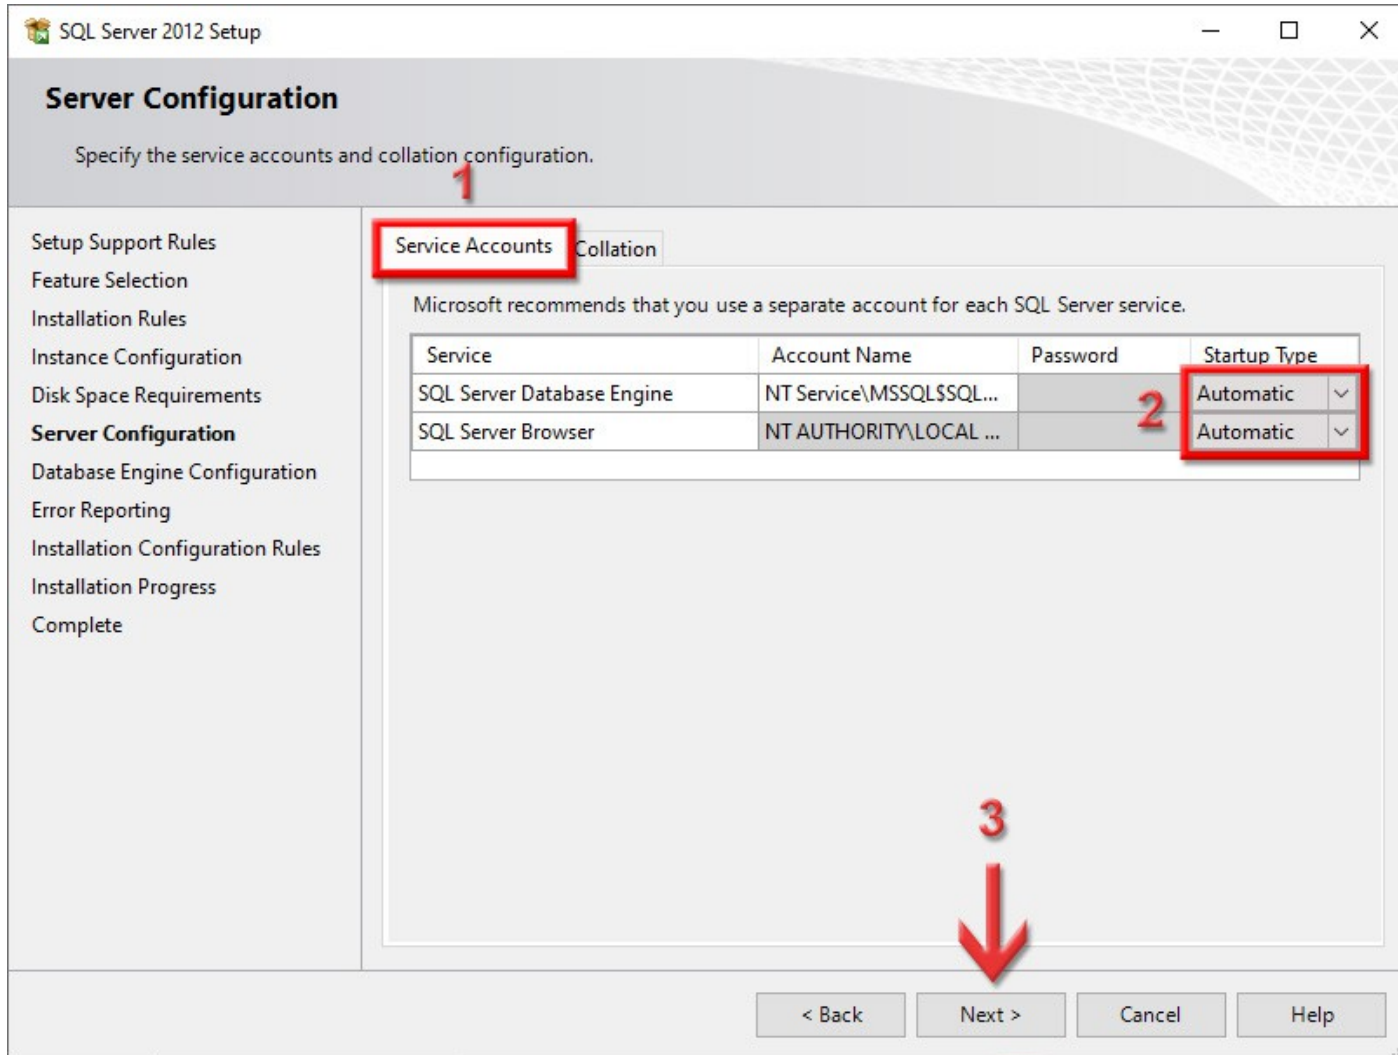 SQL Server 2012 Setup
Server Configuration
Specify the service accounts and collation configuration.
1
Setup Support Rules
Feature Selection
Installation Rules
Instance Configuration
Disk Space Requirements
Server Configuration
Database Engine Configuration
Error Reporting
Installation Configuration Rules
Installation Progress
Complete
Service Accounts Collation
Microsoft recommends that you use a separate account for each SQL Server service.
Service Account Name Password Startup Type
SQL Server Database Engine NT Service\MSSQL$SQL... Automatic
SQL Server Browser NT AUTHORITY\LOCAL ... Automatic
2
3
< Back Next > Cancel Help